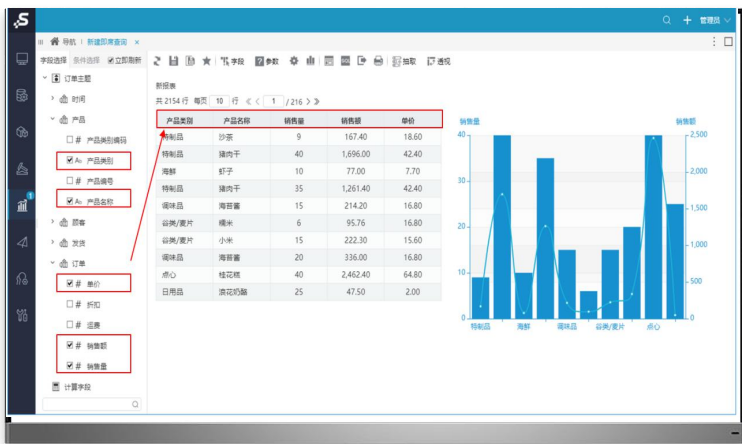 管理员
导航 | 新建即席查询 ×
字段选择 条件选择 立即刷新
字段 参数 抽取 透视
订单主题
时间
产品
# 产品类别编码
Ab 产品类别
# 产品编号
Ab 产品名称
顾客
发货
订单
# 单价
# 折扣
# 运费
# 销售额
# 销售量
计算字段
新报表
共 2154 行 每页 10 行 《 〈 1 / 216 〉 》
产品类别 产品名称 销售量 销售额 单价
特制品 沙茶 9 167.40 18.60
特制品 猪肉干 40 1,696.00 42.40
海鲜 虾子 10 77.00 7.70
特制品 猪肉干 35 1,261.40 42.40
调味品 海苔酱 15 214.20 16.80
谷类/麦片 糯米 6 95.76 16.80
谷类/麦片 小米 15 222.30 15.60
调味品 海苔酱 20 336.00 16.80
点心 桂花糕 40 2,462.40 64.80
日用品 浪花奶酪 25 47.50 2.00
销售量 销售额
40 2,500
2,000
30
1,500
20
1,000
10
500
0 0
特制品 海鲜 调味品 谷类/麦片 点心
1